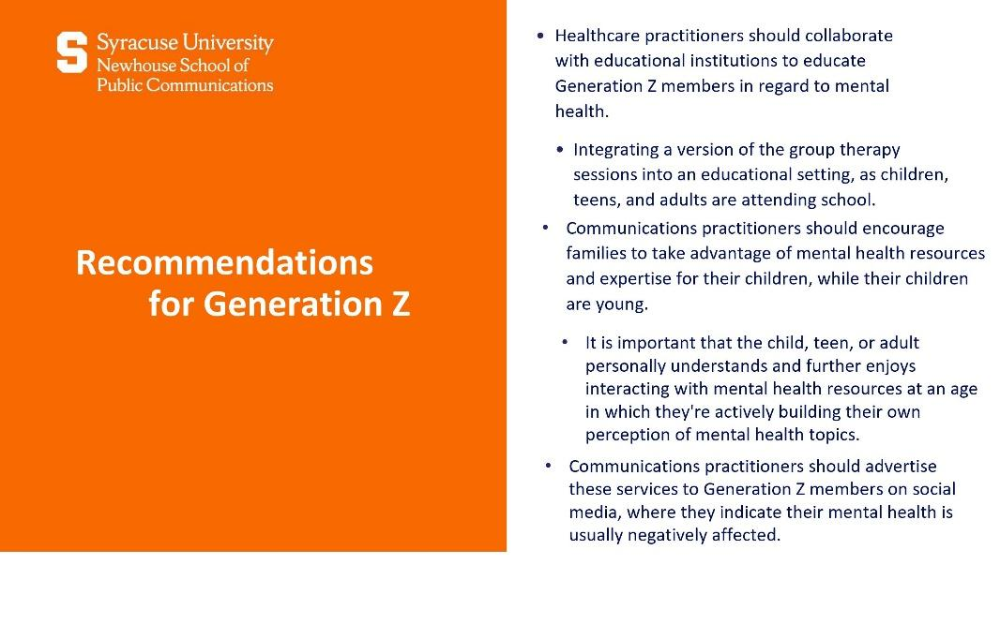 S Syracuse University
Newhouse School of
Public Communications
Recommendations
for Generation Z
• Healthcare practitioners should collaborate
with educational institutions to educate
Generation Z members in regard to mental
health.
• Integrating a version of the group therapy
sessions into an educational setting, as children,
teens, and adults are attending school.
• Communications practitioners should encourage
families to take advantage of mental health resources
and expertise for their children, while their children
are young.
• It is important that the child, teen, or adult
personally understands and further enjoys
interacting with mental health resources at an age
in which they're actively building their own
perception of mental health topics.
• Communications practitioners should advertise
these services to Generation Z members on social
media, where they indicate their mental health is
usually negatively affected.